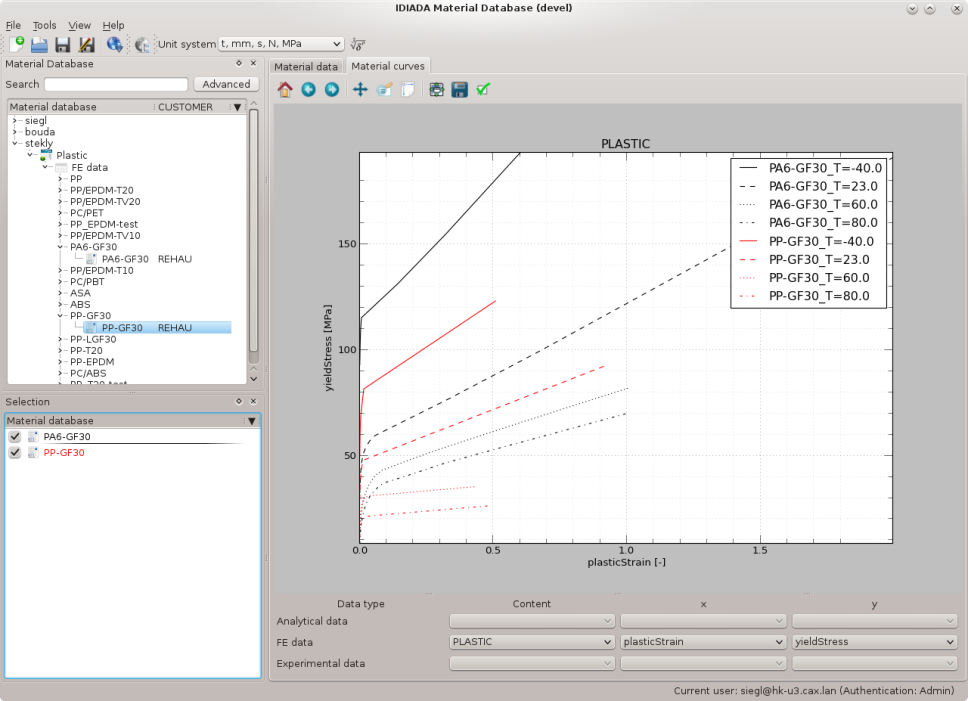 IDIADA Material Database (devel)
File Tools View Help
Unit system t, mm, s, N, MPa
Material Database
Search Advanced
Material database CUSTOMER
siegl
bouda
stekly
Plastic
FE data
PP
PP/EPDM-T20
PP/EPDM-TV20
PC/PET
PP_EPDM-test
PP/EPDM-TV10
PA6-GF30
PA6-GF30 REHAU
PP/EPDM-T10
PC/PBT
ASA
ABS
PP-GF30
PP-GF30 REHAU
PP-LGF30
PP-T20
PP-EPDM
PC/ABS
PP-T20-test
Selection
Material database
PA6-GF30
PP-GF30
Material data Material curves
PLASTIC
PA6-GF30_T=-40.0
PA6-GF30_T=23.0
PA6-GF30_T=60.0
PA6-GF30_T=80.0
PP-GF30_T=-40.0
PP-GF30_T=23.0
PP-GF30_T=60.0
PP-GF30_T=80.0
150
100
50
yieldStress [MPa]
0.0 0.5 1.0 1.5
plasticStrain [-]
Data type Content x y
Analytical data
FE data PLASTIC plasticStrain yieldStress
Experimental data
Current user: siegl@hk-u3.cax.lan (Authentication: Admin)